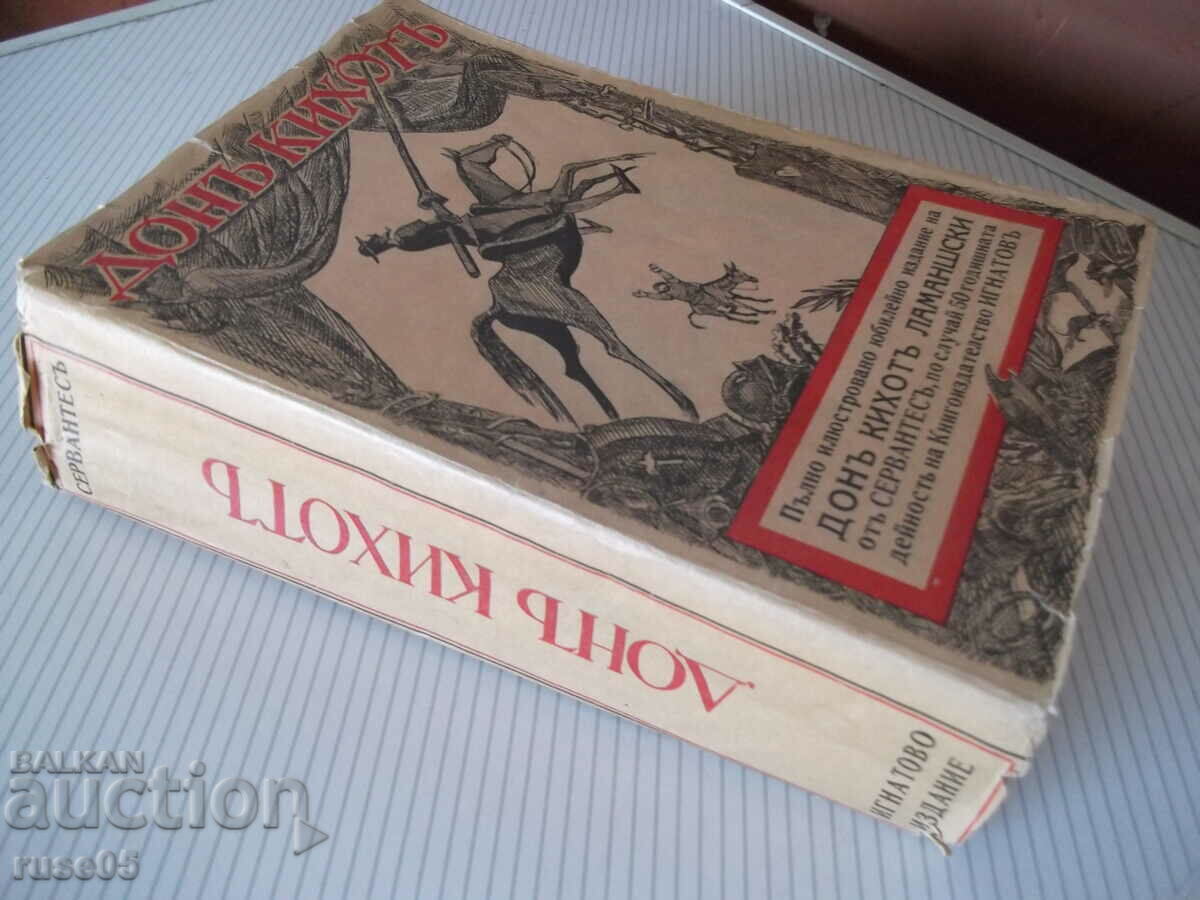 ДОНЪ КИХОТЪ
Пълно илюстровано юбилейно издание на
ДОНЪ КИХОТЪ ЛАМАНШСКИ
отъ СЕРВАНТЕСЪ, по случай 50 годишната
дейность на Книгоиздателство ИГНАТОВЪ
СЕРВАНТЕСЪ
ДОНЪ КИХОТЪ
ИГНАТОВО
ИЗДАНИЕ
BALKAN
auction
ruse05